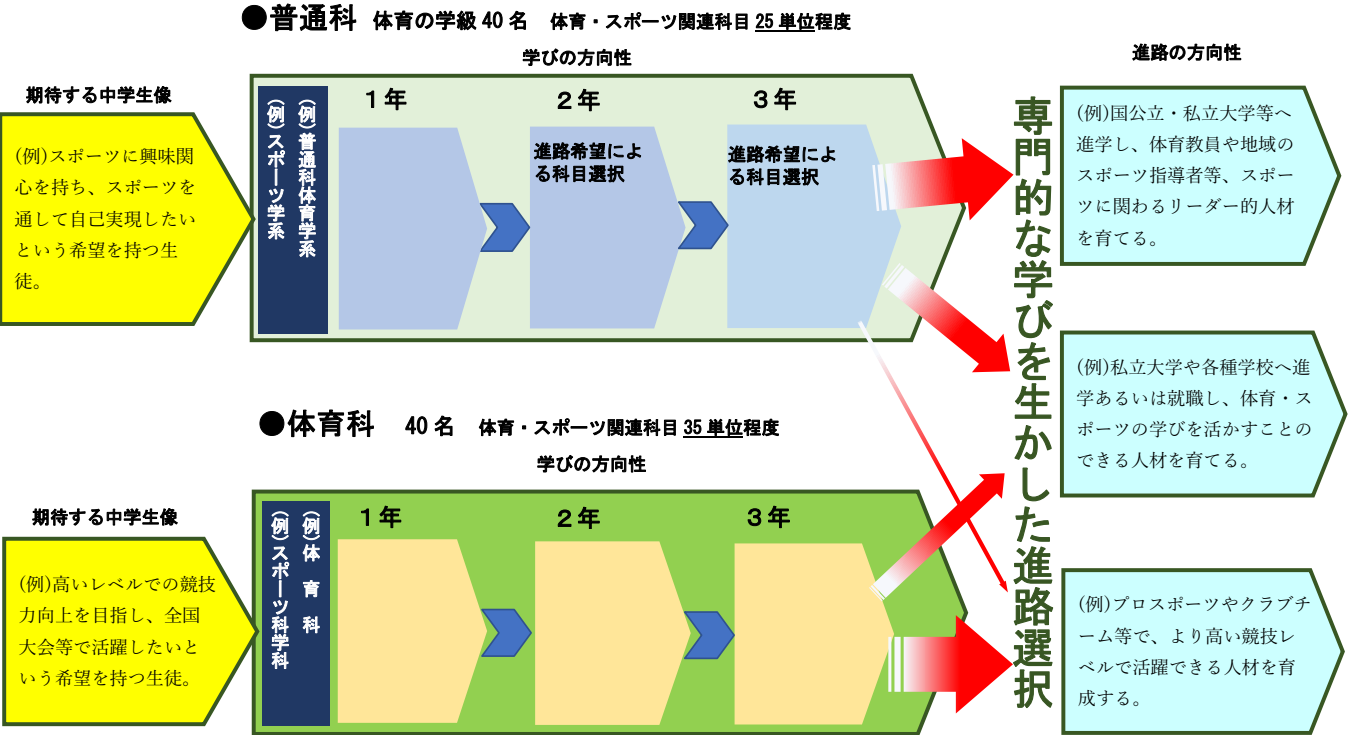 ●普通科 体育の学級 40 名 体育・スポーツ関連科目 25 単位程度
学びの方向性
期待する中学生像
(例)スポーツに興味関
心を持ち、スポーツを
通して自己実現したい
という希望を持つ生
徒。
(例)普通科体育学系
(例)スポーツ学系
1年
2年
進路希望によ
る科目選択
3年
進路希望によ
る科目選択
●体育科 40 名 体育・スポーツ関連科目 35 単位程度
学びの方向性
期待する中学生像
(例)高いレベルでの競技
力向上を目指し、全国
大会等で活躍したいと
いう希望を持つ生徒。
(例)体育科
(例)スポーツ科学科
1年
2年
3年
専門的な学びを生かした進路選択
進路の方向性
(例)国公立・私立大学等へ
進学し、体育教員や地域の
スポーツ指導者等、スポー
ツに関わるリーダー的人材
を育てる。
(例)私立大学や各種学校へ進
学あるいは就職し、体育・ス
ポーツの学びを活かすことの
できる人材を育てる。
(例)プロスポーツやクラブチ
ーム等で、より高い競技レ
ベルで活躍できる人材を育
成する。